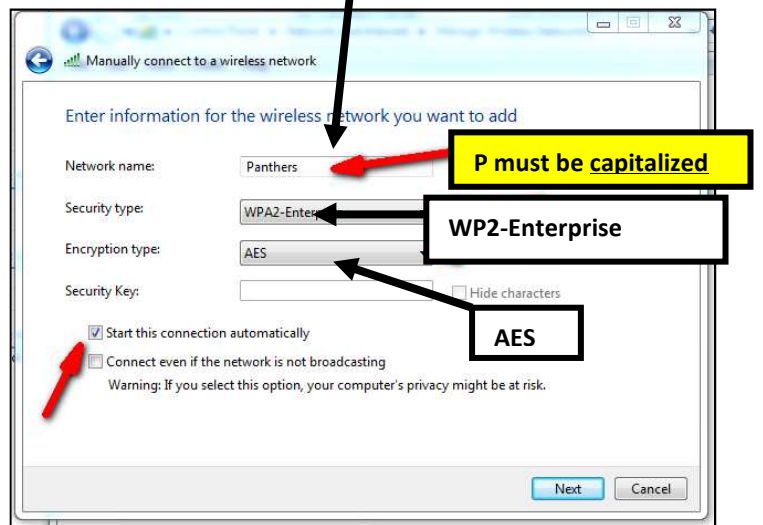 Manually connect to a wireless network
Enter information for the wireless network you want to add
Network name: Panthers
P must be capitalized
Security type: WPA2-Enter
WP2-Enterprise
Encryption type: AES
Security Key: Hide characters
AES
Start this connection automatically
Connect even if the network is not broadcasting
Warning: If you select this option, your computer's privacy might be at risk.
Next Cancel